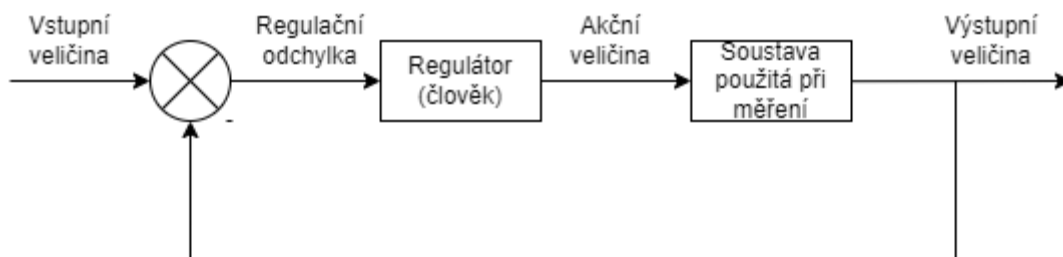 Vstupní
veličina
Regulační
odchylka
Regulátor
(člověk)
Akční
veličina
Soustava
použitá při
měření
Výstupní
veličina
-